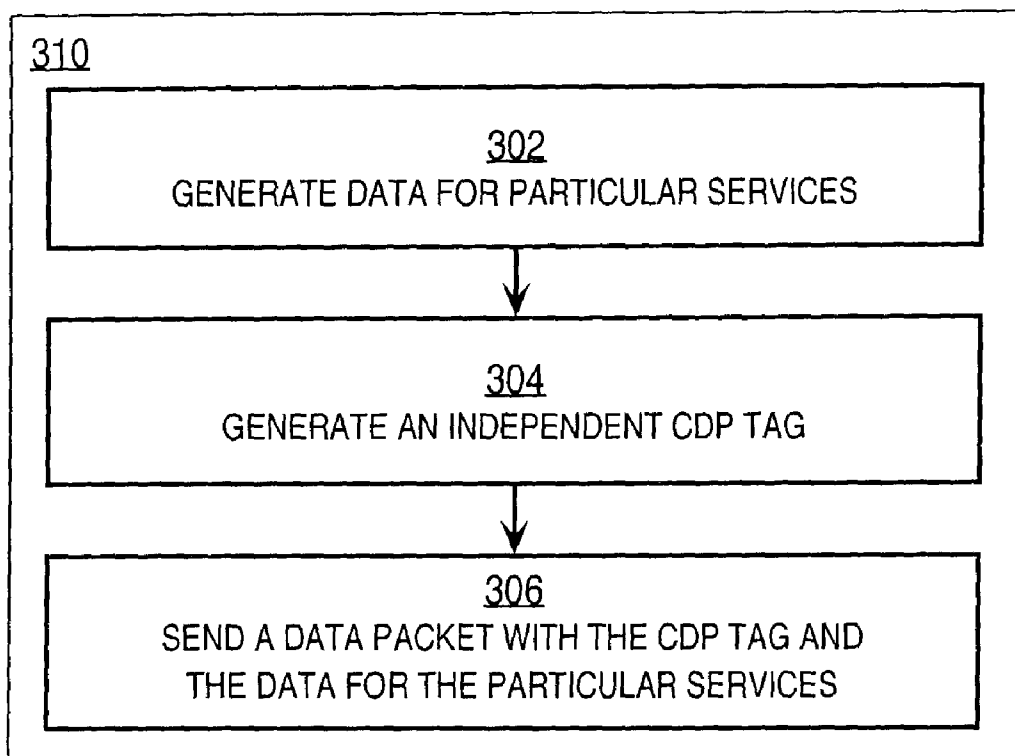 310
302
GENERATE DATA FOR PARTICULAR SERVICES
304
GENERATE AN INDEPENDENT CDP TAG
306
SEND A DATA PACKET WITH THE CDP TAG AND
THE DATA FOR THE PARTICULAR SERVICES